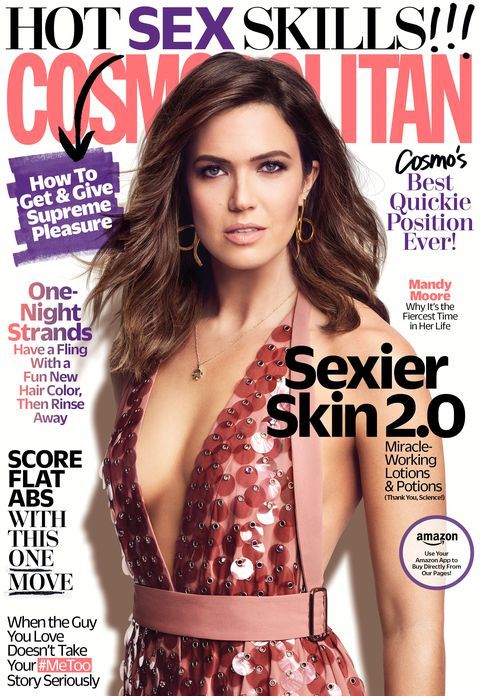 HOT SEX SKILLS!!!
COSMOPOLITAN
How To
Get & Give
Supreme
Pleasure
Cosmo's
Best
Quickie
Position
Ever!
One-
Night
Strands
Have a Fling
With a
Fun New
Hair Color,
Then Rinse
Away
Mandy
Moore
Why It's the
Fiercest Time
in Her Life
Sexier
Skin 2.0
Miracle-
Working
Lotions
& Potions
(Thank You, Science!)
SCORE
FLAT
ABS
WITH
THIS
ONE
MOVE
amazon
Use Your
Amazon App to
Buy Directly From
Our Pages!
When the Guy
You Love
Doesn't Take
Your #MeToo
Story Seriously